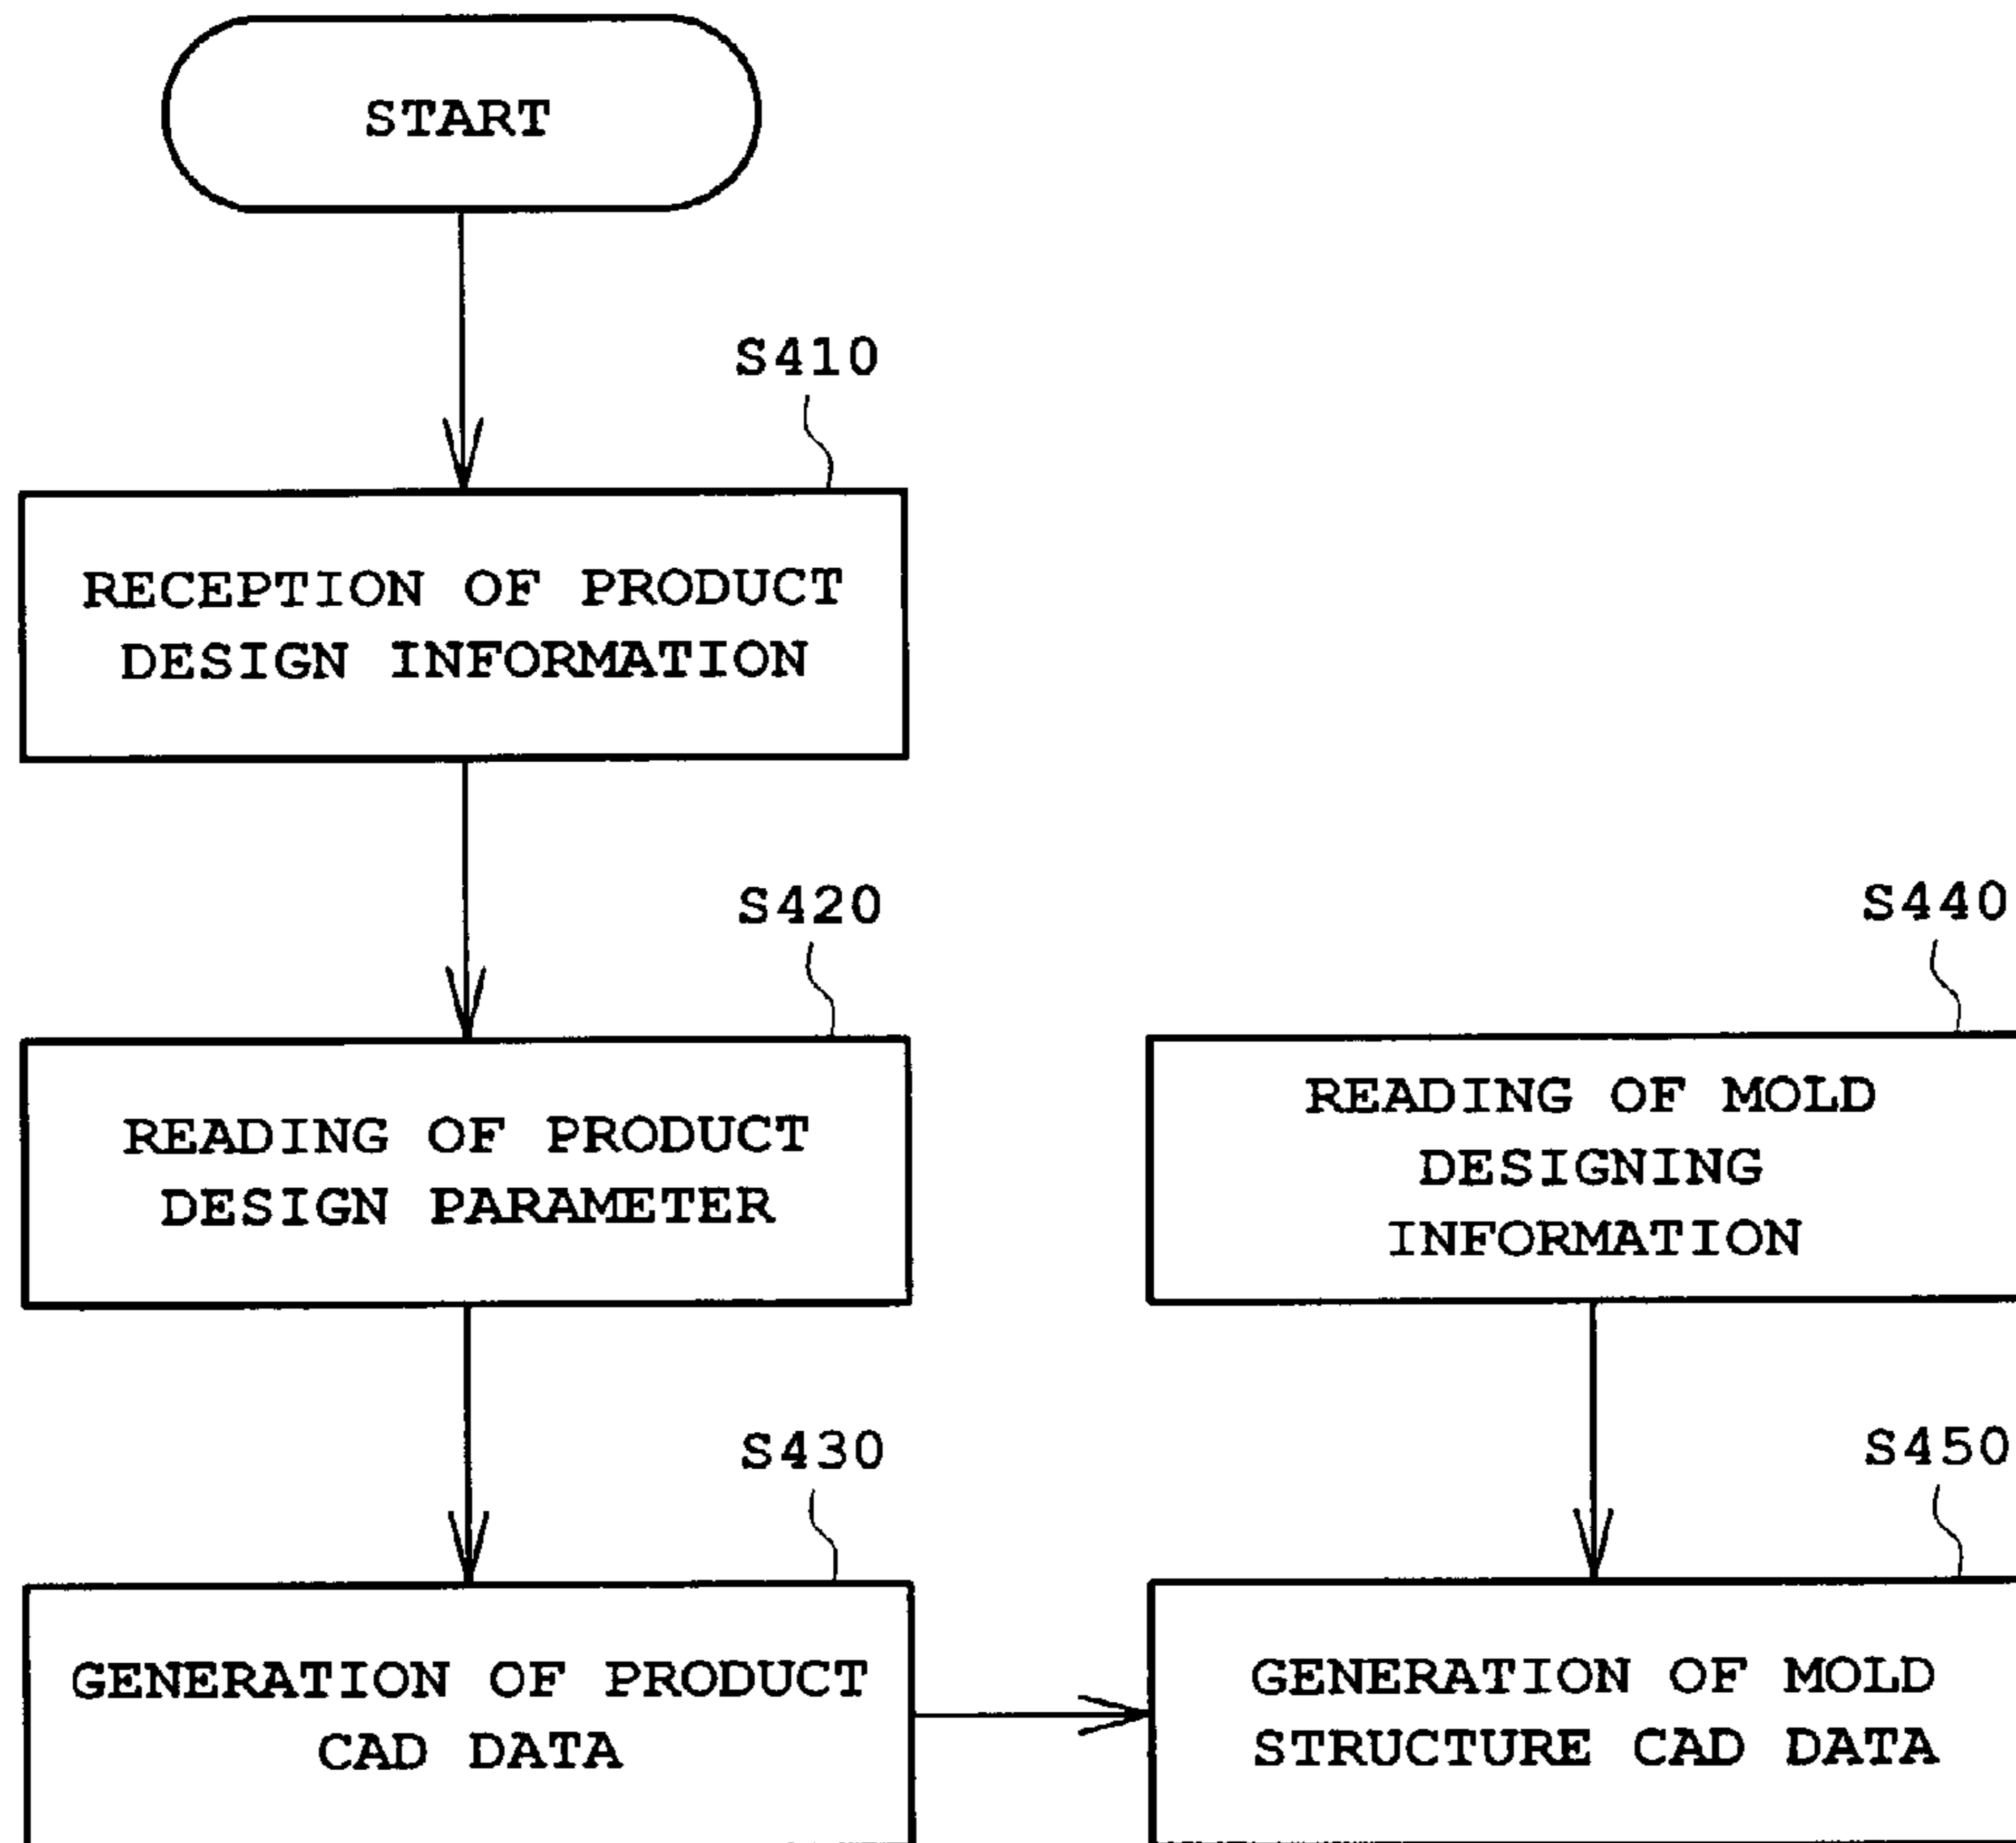 START
S410
RECEPTION OF PRODUCT
DESIGN INFORMATION
S420
READING OF PRODUCT
DESIGN PARAMETER
S440
READING OF MOLD
DESIGNING
INFORMATION
S430
GENERATION OF PRODUCT
CAD DATA
S450
GENERATION OF MOLD
STRUCTURE CAD DATA